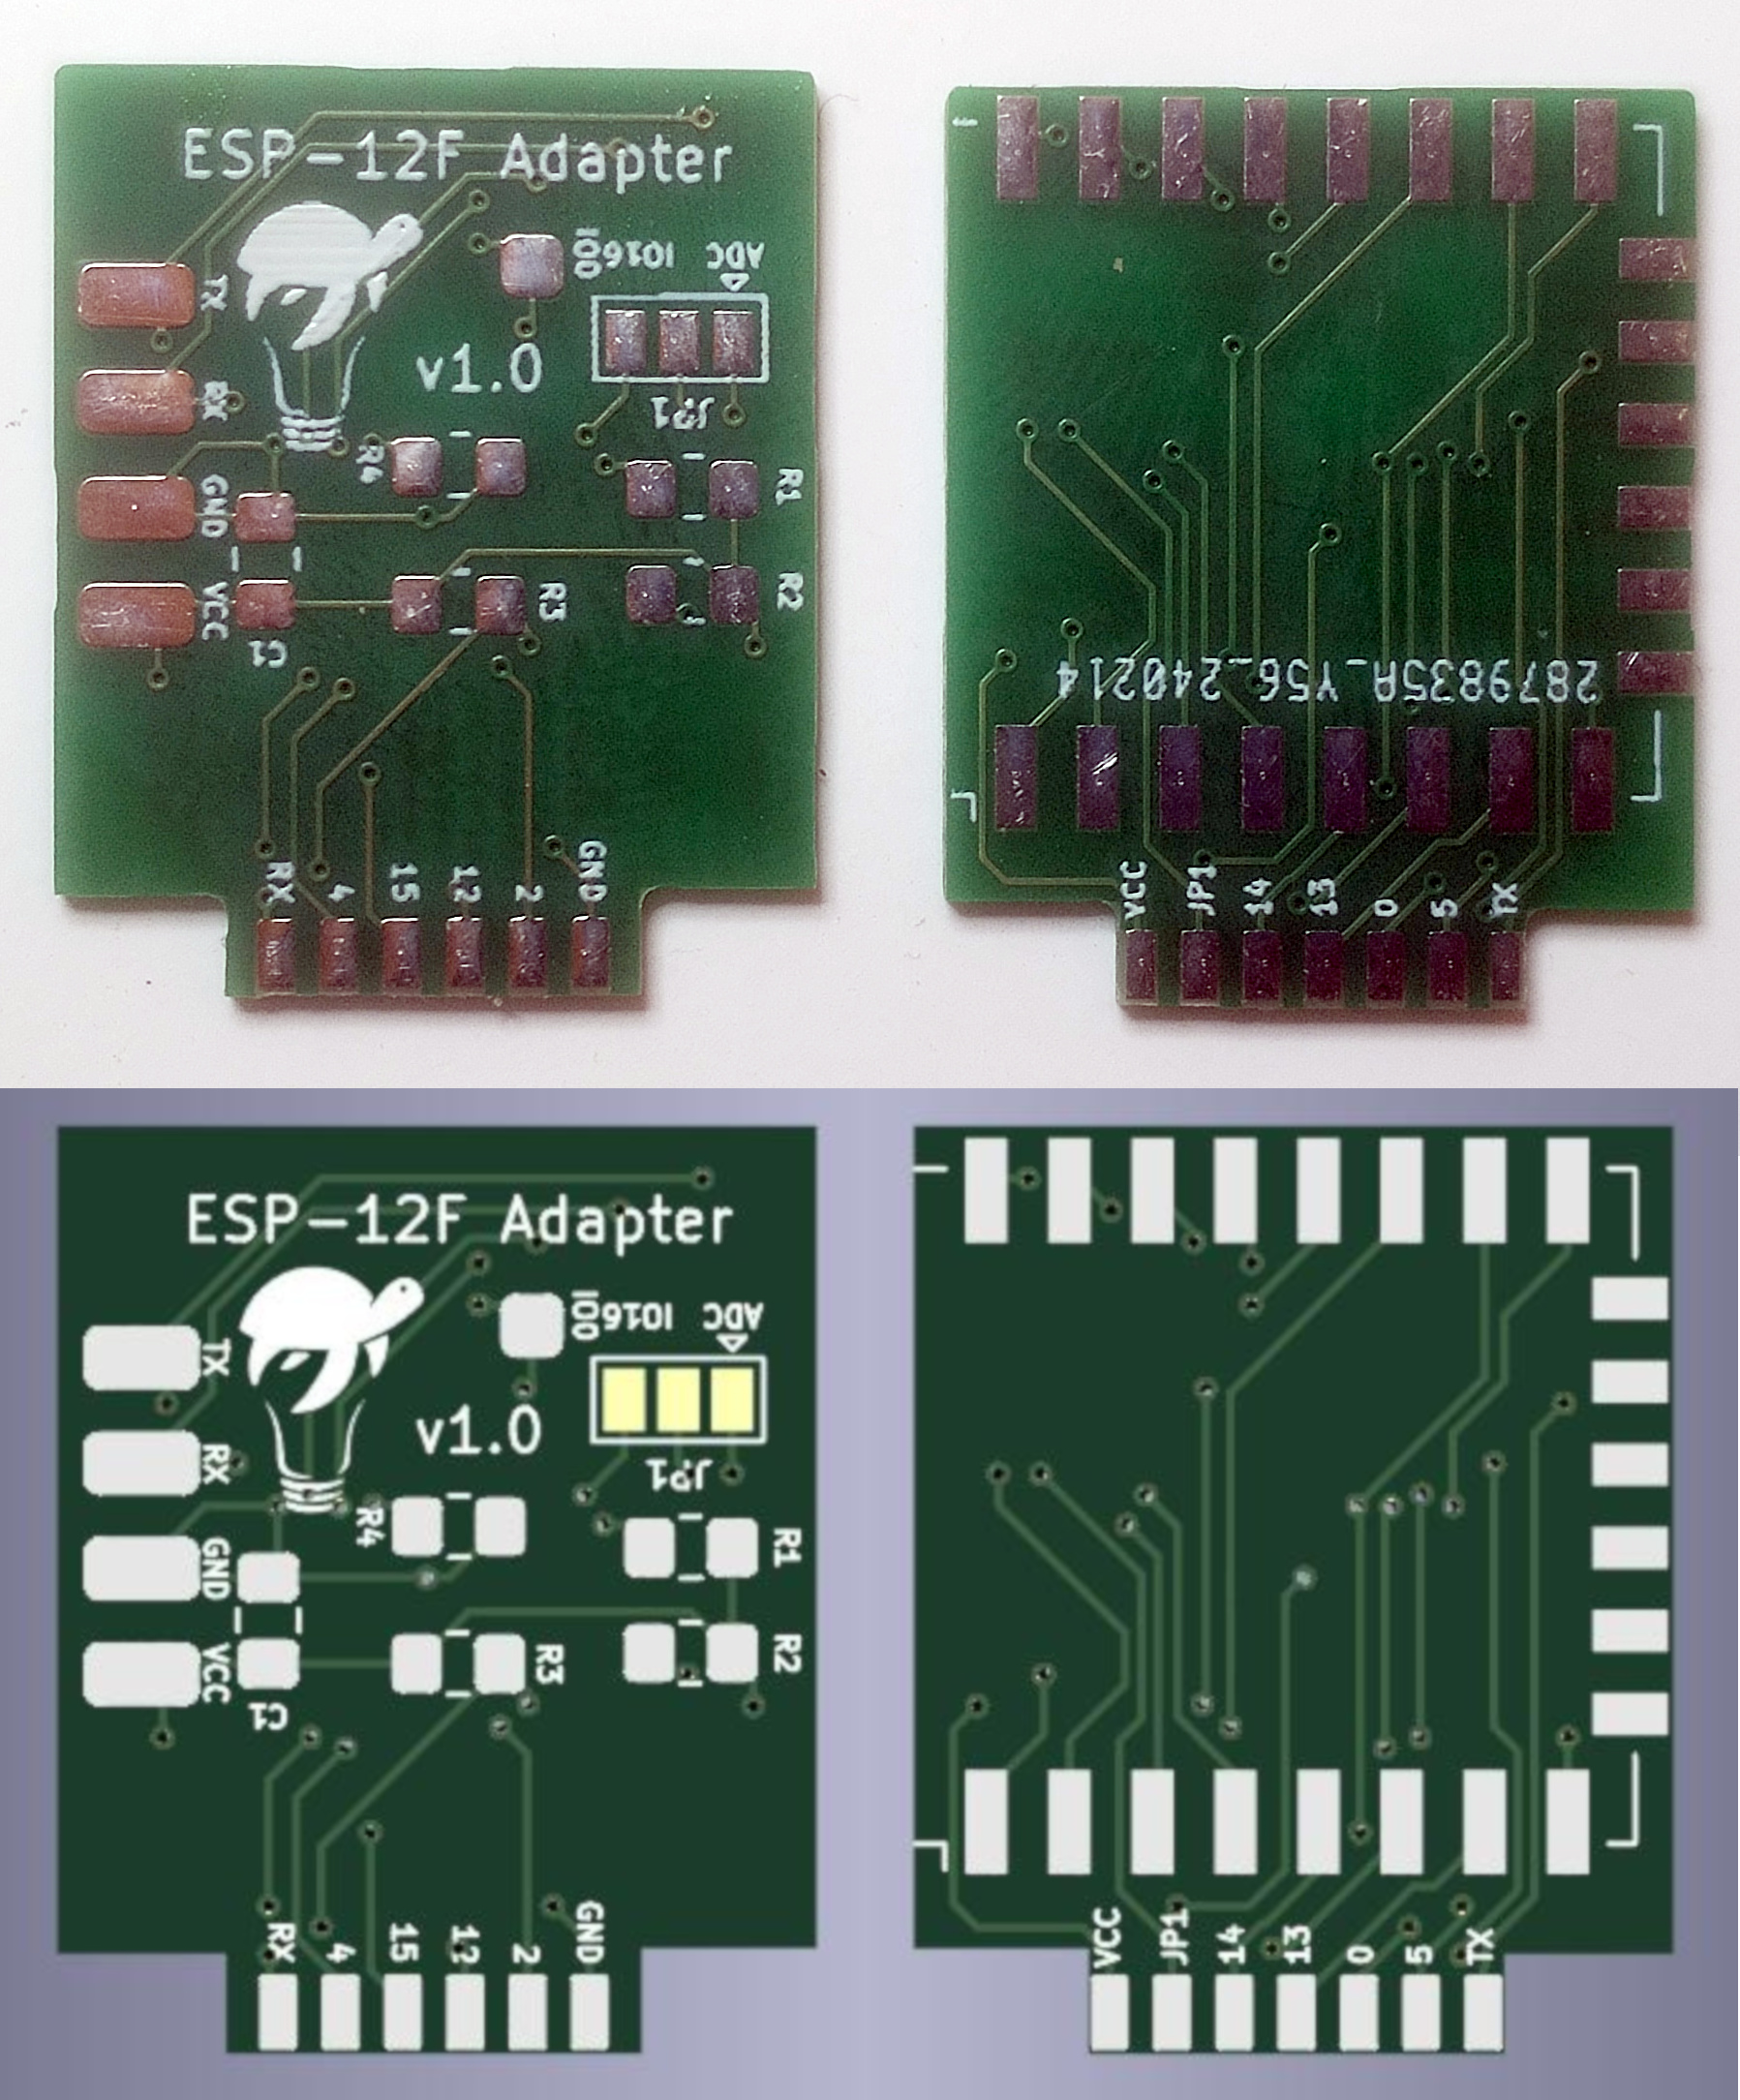 ESP-12F Adapter
TX
IO0
IO16
ADC
v1.0
RX
JP1
R4
GND
R1
VCC
R3
R2
C1
RX
4
15
12
2
GND
2879835A_Y56_240214
VCC
JP1
14
13
0
5
TX
ESP-12F Adapter
TX
IO0
IO16
ADC
v1.0
RX
JP1
R4
GND
R1
VCC
R3
R2
C1
RX
4
15
12
2
GND
VCC
JP1
14
13
0
5
TX